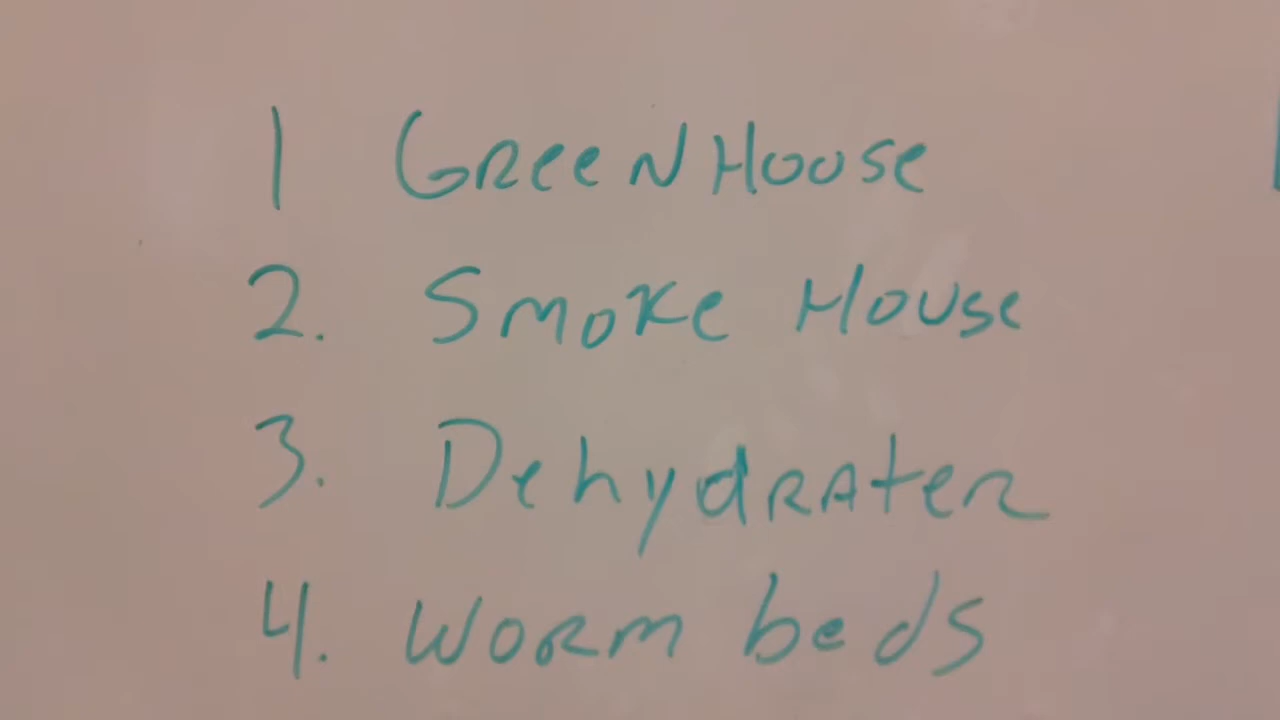 1 GreenHouse
2. Smoke House
3. Dehydrater
4. Worm beds